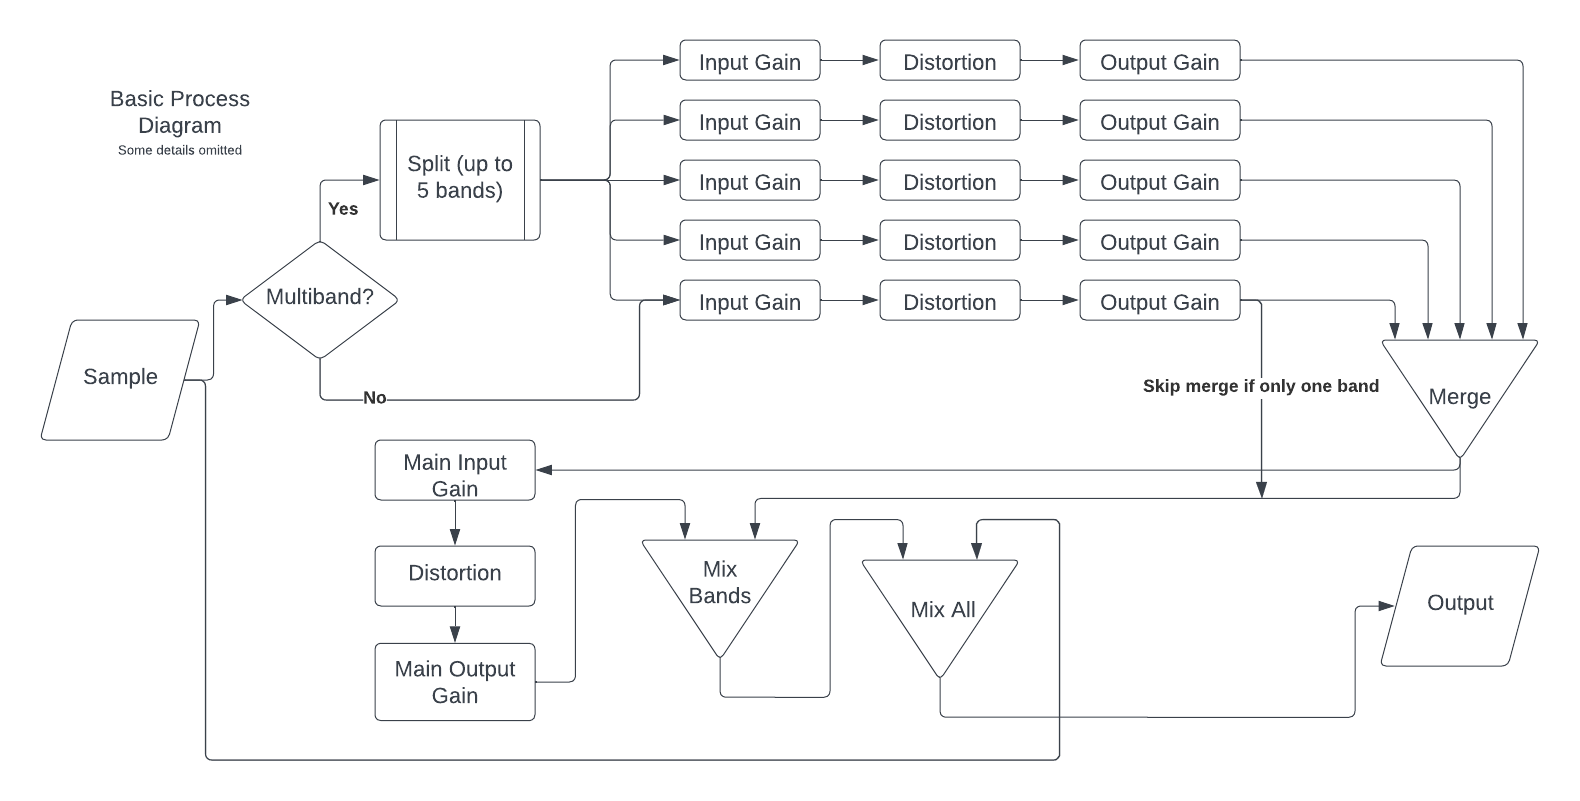 Basic Process
Diagram
Some details omitted
Sample
Multiband?
Yes
No
Split (up to
5 bands)
Input Gain
Distortion
Output Gain
Input Gain
Distortion
Output Gain
Input Gain
Distortion
Output Gain
Input Gain
Distortion
Output Gain
Input Gain
Distortion
Output Gain
Skip merge if only one band
Merge
Main Input
Gain
Distortion
Main Output
Gain
Mix
Bands
Mix All
Output